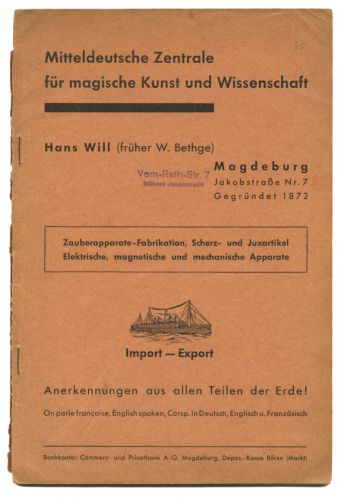 Mitteldeutsche Zentrale
für magische Kunst und Wissenschaft
Hans Will (früher W. Bethge)
Vom-Rath-Str. 7
frühere Jakobstraße
Magdeburg
Jakobstraße Nr. 7
Gegründet 1872
Zauberapparate-Fabrikation, Scherz- und Juxartikel
Elektrische, magnetische und mechanische Apparate
Import — Export
Anerkennungen aus allen Teilen der Erde!
On parle françoise, English spoken, Corsp. in Deutsch, Englisch u. Französisch
Bankkonto: Commerz- und Privatbank A.-G. Magdeburg, Depos.-Kasse Börse (Markt)